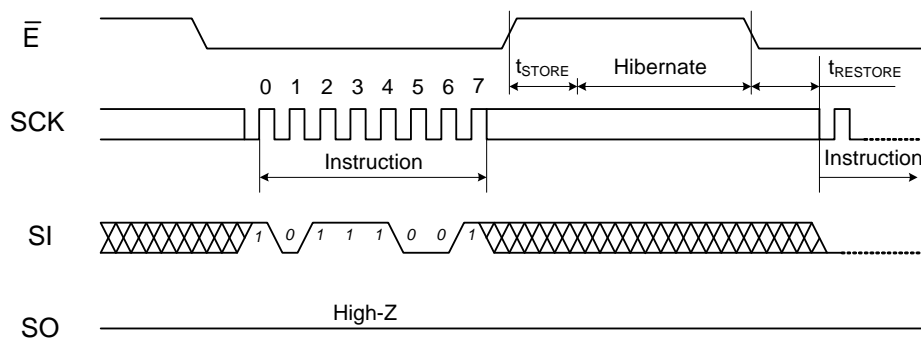 E̅
t_STORE Hibernate t_RESTORE
0 1 2 3 4 5 6 7
SCK
Instruction Instruction
SI 1 0 1 1 1 0 0 1
High-Z
SO